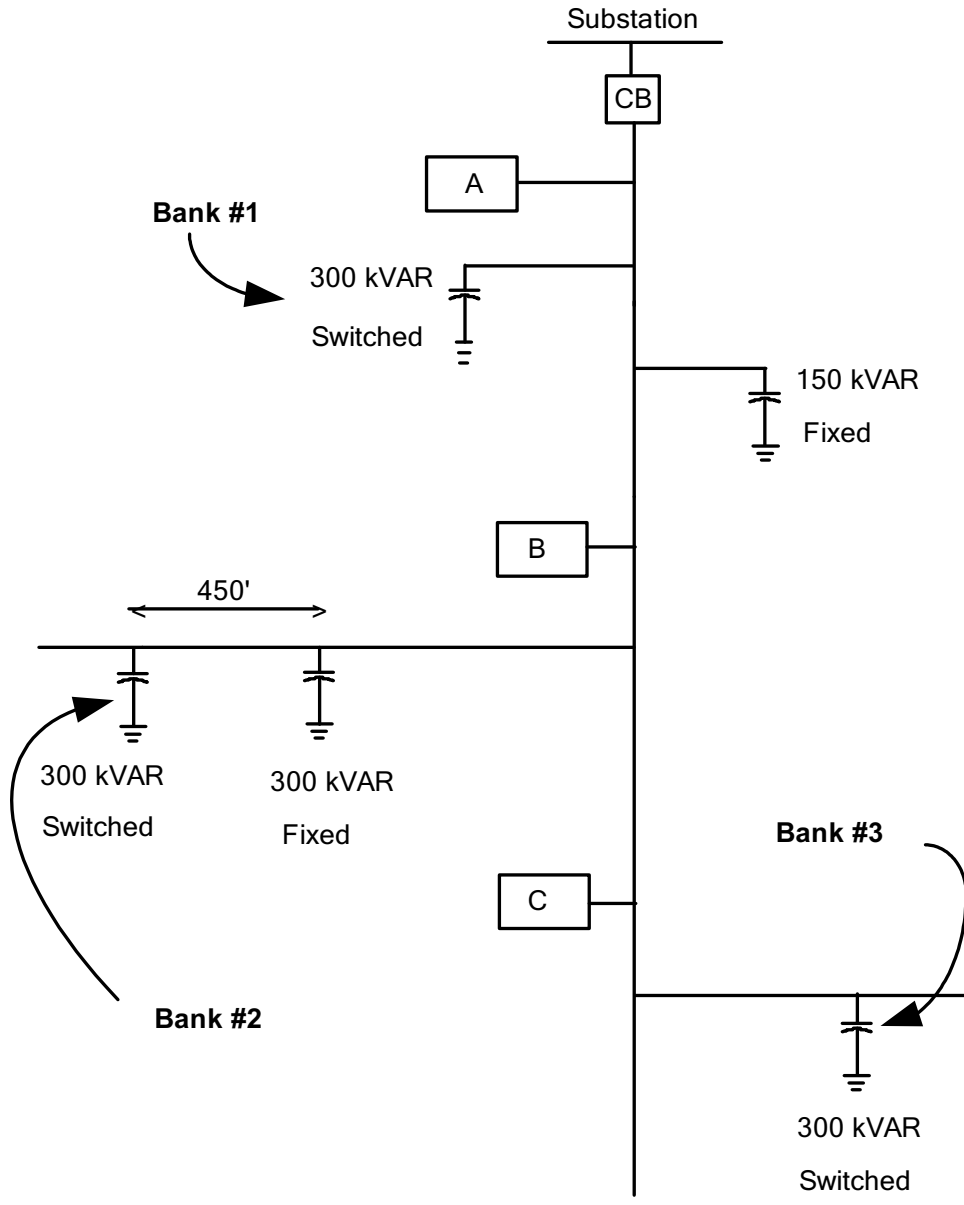 Substation
CB
A
Bank #1
300 kVAR
Switched
150 kVAR
Fixed
B
450'
300 kVAR
Switched
300 kVAR
Fixed
Bank #3
C
Bank #2
300 kVAR
Switched